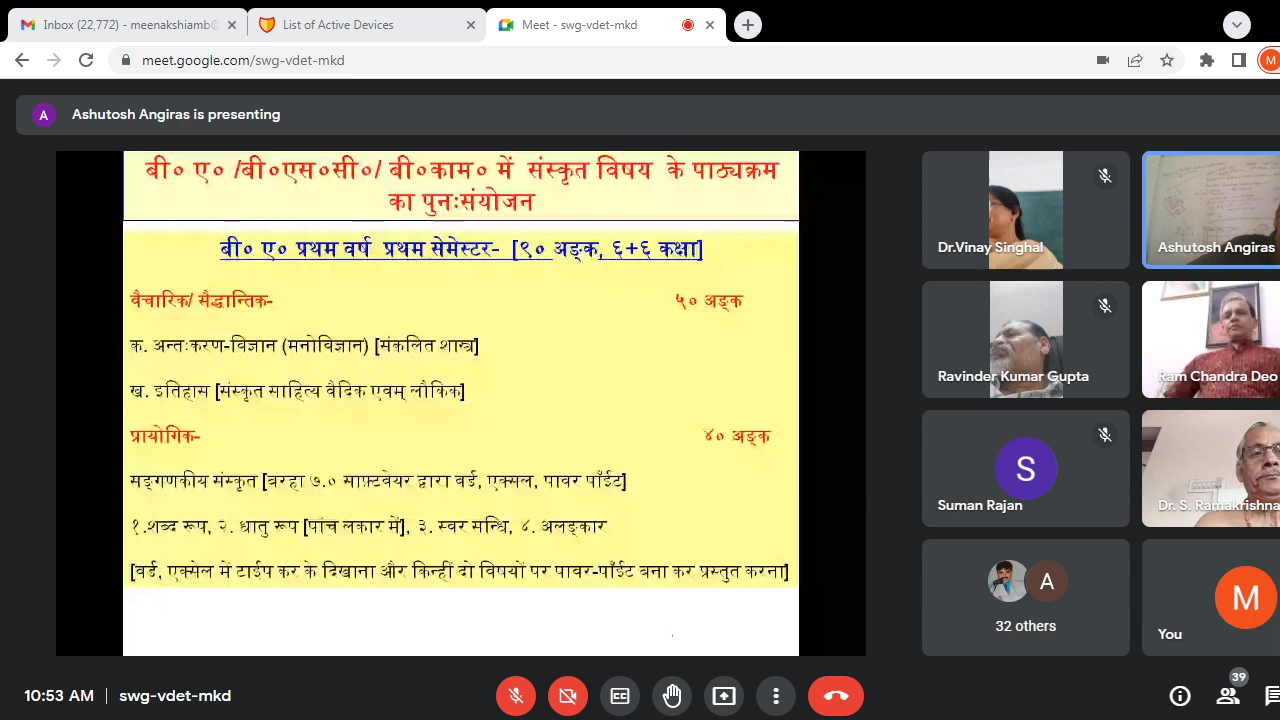 Inbox (22,772) - meenakshiamb@
List of Active Devices
Meet - swg-vdet-mkd
meet.google.com/swg-vdet-mkd
M
A
Ashutosh Angiras is presenting
बी० ए० /बी०एस०सी०/ बी०काम० में संस्कृत विषय के पाठ्यक्रम
का पुनःसंयोजन
बी० ए० प्रथम वर्ष प्रथम सेमेस्टर- [९० अङ्क, ६+६ कक्षा]
वैचारिक/ सैद्धान्तिक- ५० अङ्क
क. अन्तःकरण-विज्ञान (मनोविज्ञान) [संकलित शास्त्र]
ख. इतिहास [संस्कृत साहित्य वैदिक एवम् लौकिक]
प्रायोगिक- ४० अङ्क
सङ्गणकीय संस्कृत [बरहा ७.० साफ़्टवेयर द्वारा वर्ड, एक्सल, पावर पाँईट]
१.शब्द रूप, २. धातु रूप [पांच लकार में], ३. स्वर सन्धि, ४. अलङ्कार
[वर्ड, एक्सेल में टाईप कर के दिखाना और किन्हीं दो विषयों पर पावर-पाँईट बना कर प्रस्तुत करना]
Dr.Vinay Singhal
Ashutosh Angiras
Ravinder Kumar Gupta
Ram Chandra Deo
S
Suman Rajan
Dr. S. Ramakrishna
A
32 others
M
You
10:53 AM | swg-vdet-mkd
CC
39